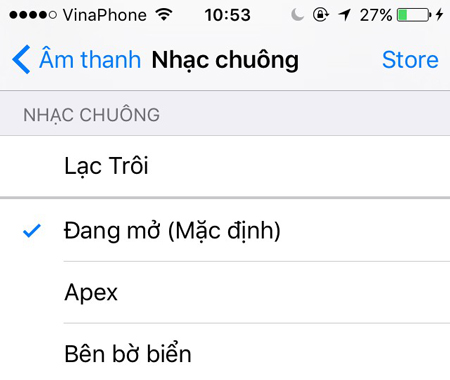 VinaPhone 10:53 27%
Âm thanh Nhạc chuông Store
NHẠC CHUÔNG
Lạc Trôi
Đang mở (Mặc định)
Apex
Bên bờ biển